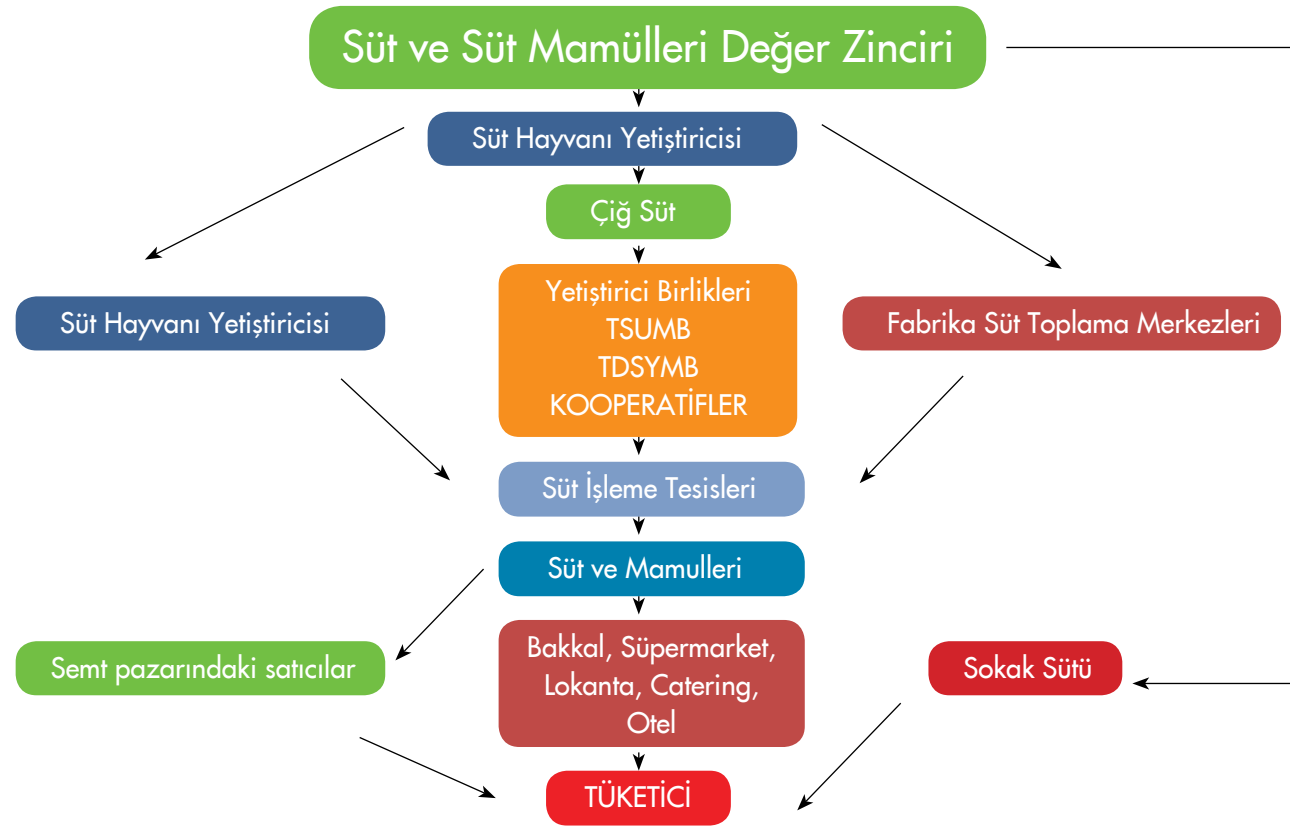 Süt ve Süt Mamülleri Değer Zinciri
Süt Hayvanı Yetiştiricisi
Çiğ Süt
Süt Hayvanı Yetiştiricisi
Yetiştirici Birlikleri
TSUMB
TDSYMB
KOOPERATİFLER
Fabrika Süt Toplama Merkezleri
Süt İşleme Tesisleri
Süt ve Mamulleri
Semt pazarındaki satıcılar
Bakkal, Süpermarket,
Lokanta, Catering,
Otel
Sokak Sütü
TÜKETİCİ